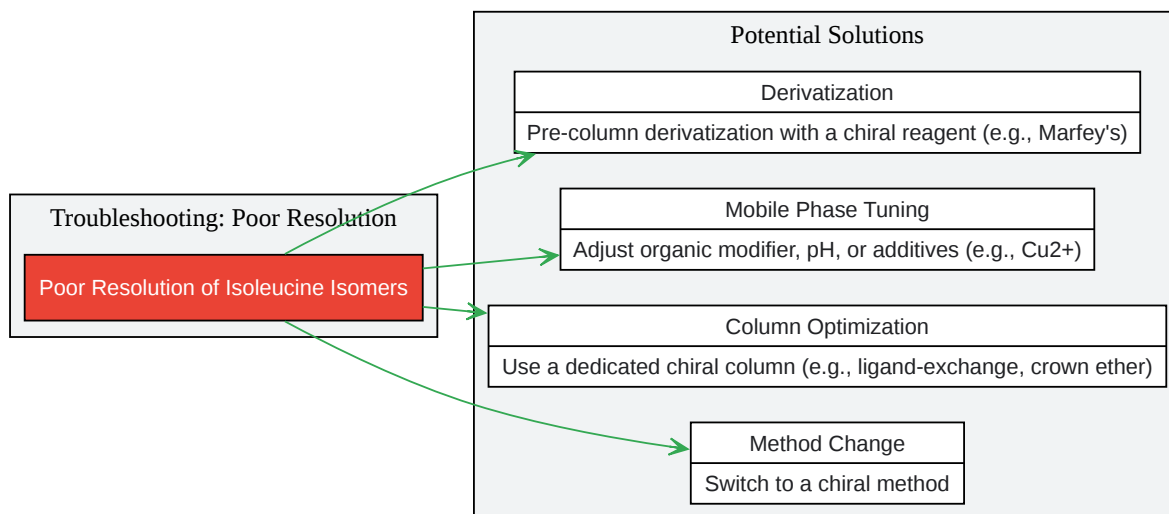 Troubleshooting: Poor Resolution
Poor Resolution of Isoleucine Isomers
Potential Solutions
Derivatization
Pre-column derivatization with a chiral reagent (e.g., Marfey's)
Mobile Phase Tuning
Adjust organic modifier, pH, or additives (e.g., Cu2+)
Column Optimization
Use a dedicated chiral column (e.g., ligand-exchange, crown ether)
Method Change
Switch to a chiral method